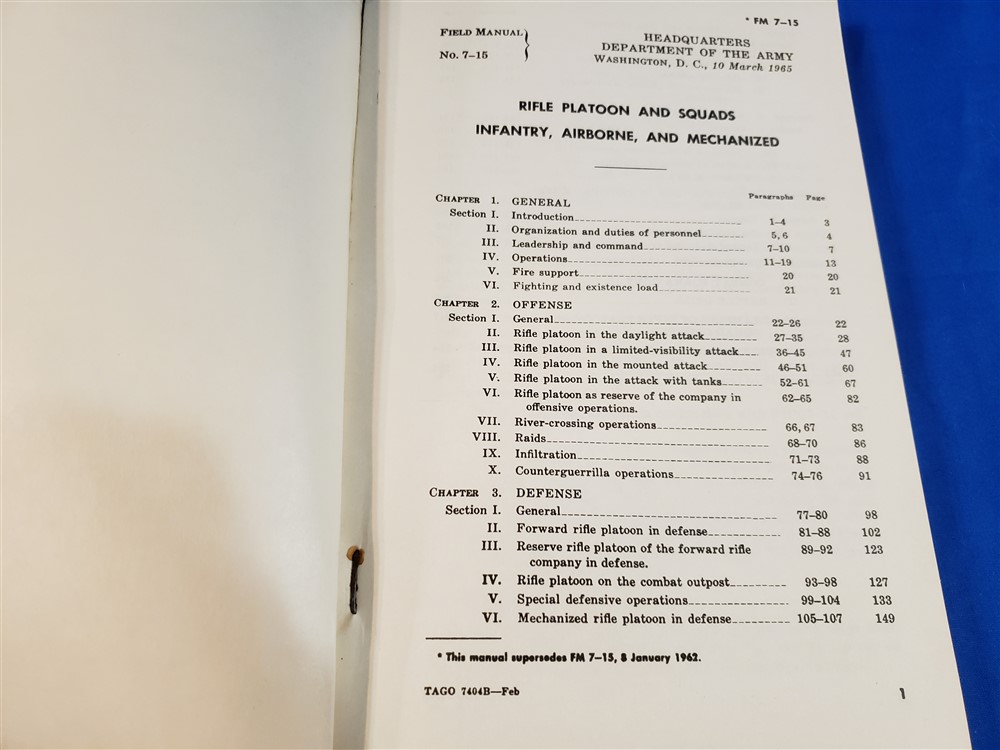 * FM 7–15
FIELD MANUAL
No. 7–15
HEADQUARTERS
DEPARTMENT OF THE ARMY
WASHINGTON, D. C., 10 March 1965
RIFLE PLATOON AND SQUADS
INFANTRY, AIRBORNE, AND MECHANIZED
Paragraphs Page
CHAPTER 1. GENERAL
Section I. Introduction 1–4 3
II. Organization and duties of personnel 5, 6 4
III. Leadership and command 7–10 7
IV. Operations 11–19 13
V. Fire support 20 20
VI. Fighting and existence load 21 21
CHAPTER 2. OFFENSE
Section I. General 22–26 22
II. Rifle platoon in the daylight attack 27–35 28
III. Rifle platoon in a limited-visibility attack 36–45 47
IV. Rifle platoon in the mounted attack 46–51 60
V. Rifle platoon in the attack with tanks 52–61 67
VI. Rifle platoon as reserve of the company in 62–65 82
offensive operations.
VII. River-crossing operations 66, 67 83
VIII. Raids 68–70 86
IX. Infiltration 71–73 88
X. Counterguerrilla operations 74–76 91
CHAPTER 3. DEFENSE
Section I. General 77–80 98
II. Forward rifle platoon in defense 81–88 102
III. Reserve rifle platoon of the forward rifle 89–92 123
company in defense.
IV. Rifle platoon on the combat outpost 93–98 127
V. Special defensive operations 99–104 133
VI. Mechanized rifle platoon in defense 105–107 149
* This manual supersedes FM 7–15, 8 January 1962.
TAGO 7404B—Feb
1